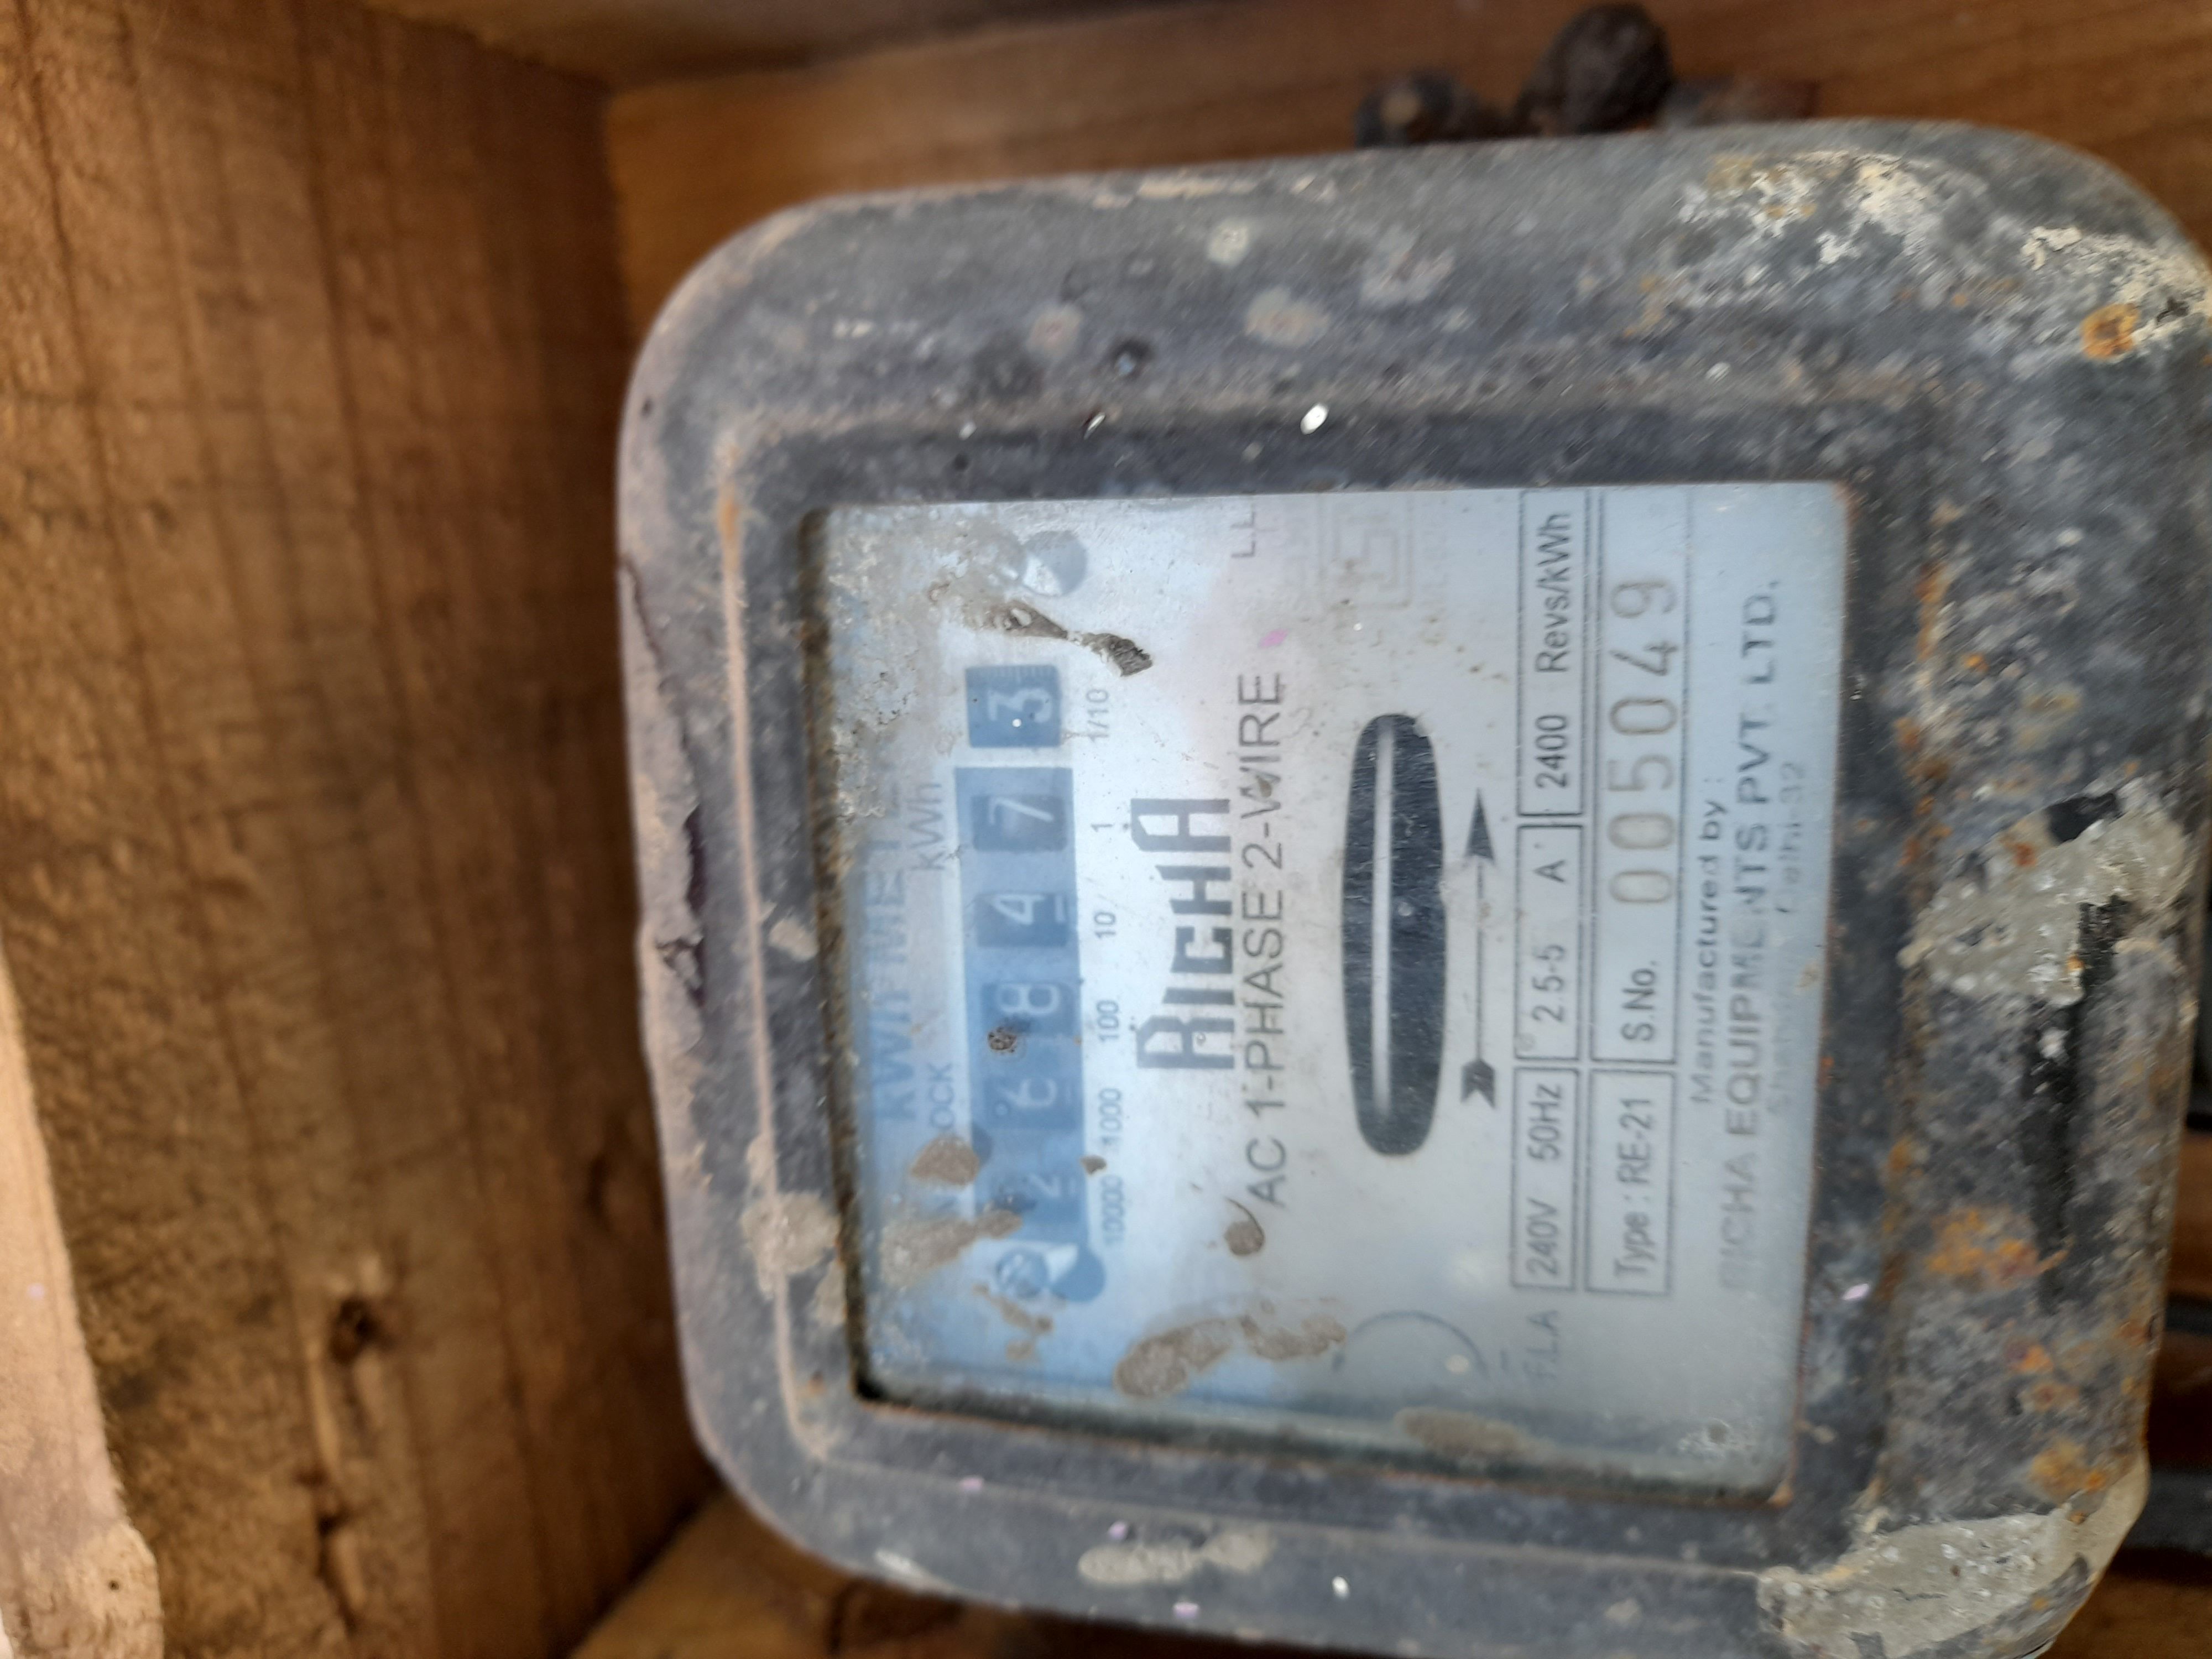 kWh METER
kWh
2 6 8 4 7 3
10000 1000 100 10 1 1/10
RICHA
AC 1-PHASE 2-WIRE
240V 50Hz 2.5-5 A 2400 Revs/kWh
Type : RE-21 S.No. 005049
Manufactured by :
RICHA EQUIPMENTS PVT. LTD.